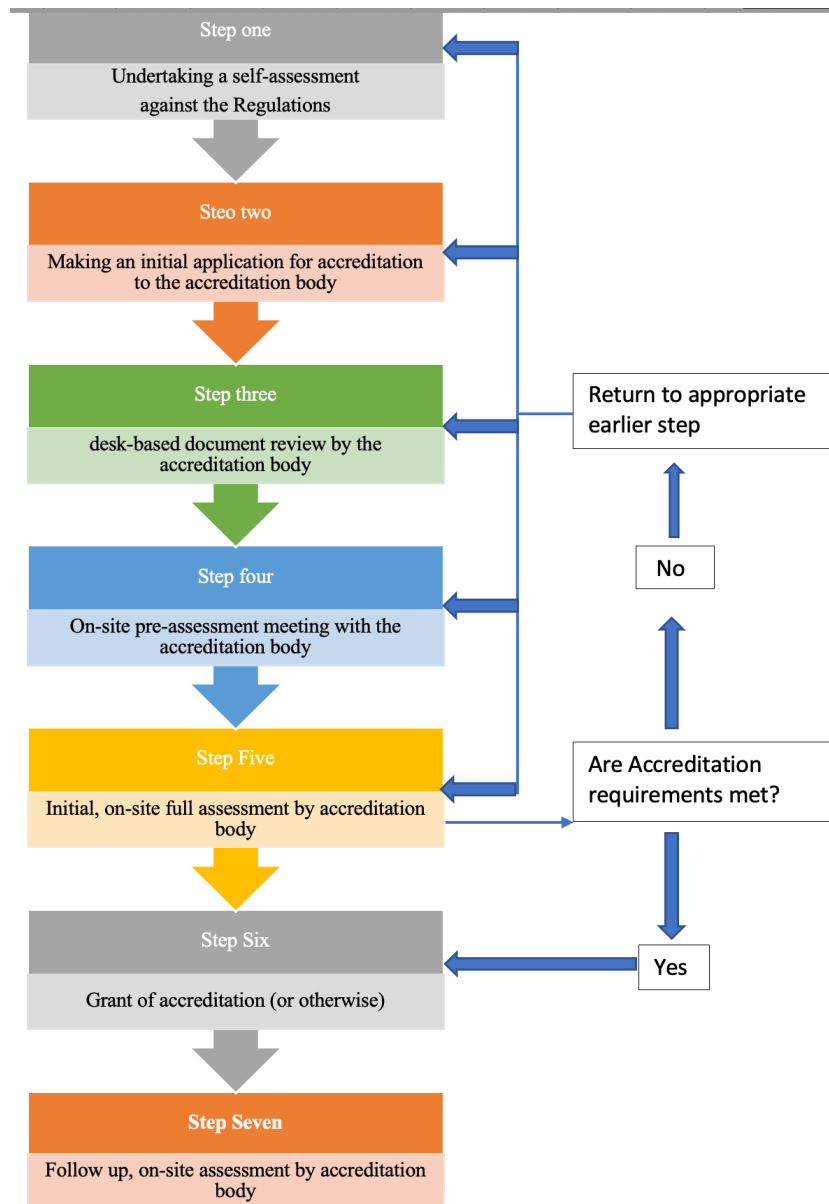 Step one
Undertaking a self-assessment
against the Regulations
Steo two
Making an initial application for accreditation
to the accreditation body
Step three
desk-based document review by the
accreditation body
Return to appropriate
earlier step
No
Step four
On-site pre-assessment meeting with the
accreditation body
Step Five
Initial, on-site full assessment by accreditation
body
Are Accreditation
requirements met?
Step Six
Grant of accreditation (or otherwise)
Yes
Step Seven
Follow up, on-site assessment by accreditation
body